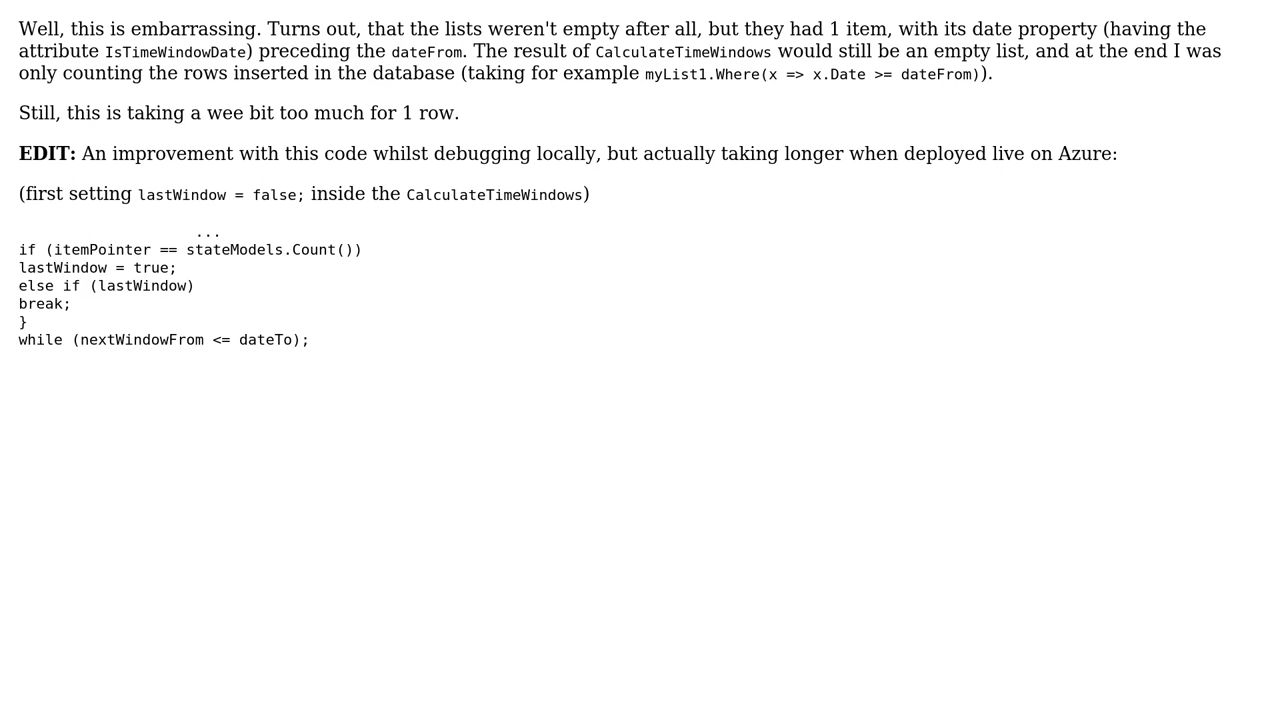 Well, this is embarrassing. Turns out, that the lists weren't empty after all, but they had 1 item, with its date property (having the
attribute IsTimeWindowDate) preceding the dateFrom. The result of CalculateTimeWindows would still be an empty list, and at the end I was
only counting the rows inserted in the database (taking for example myList1.Where(x => x.Date >= dateFrom)).
Still, this is taking a wee bit too much for 1 row.
EDIT: An improvement with this code whilst debugging locally, but actually taking longer when deployed live on Azure:
(first setting lastWindow = false; inside the CalculateTimeWindows)
...
if (itemPointer == stateModels.Count())
lastWindow = true;
else if (lastWindow)
break;
}
while (nextWindowFrom <= dateTo);